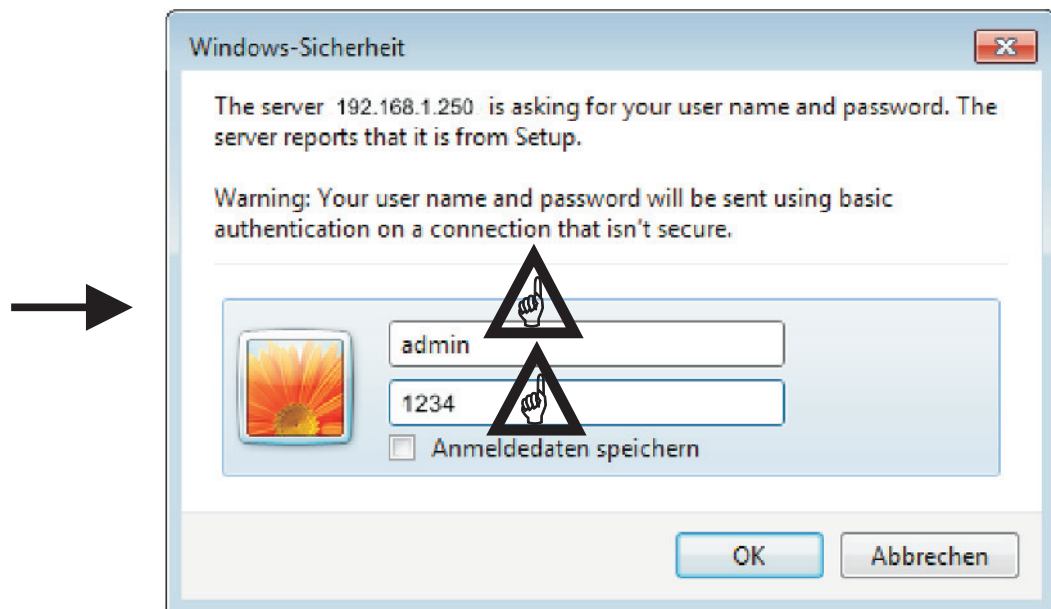 Windows-Sicherheit
The server 192.168.1.250 is asking for your user name and password. The
server reports that it is from Setup.
Warning: Your user name and password will be sent using basic
authentication on a connection that isn't secure.
admin
1234
Anmeldedaten speichern
OK
Abbrechen